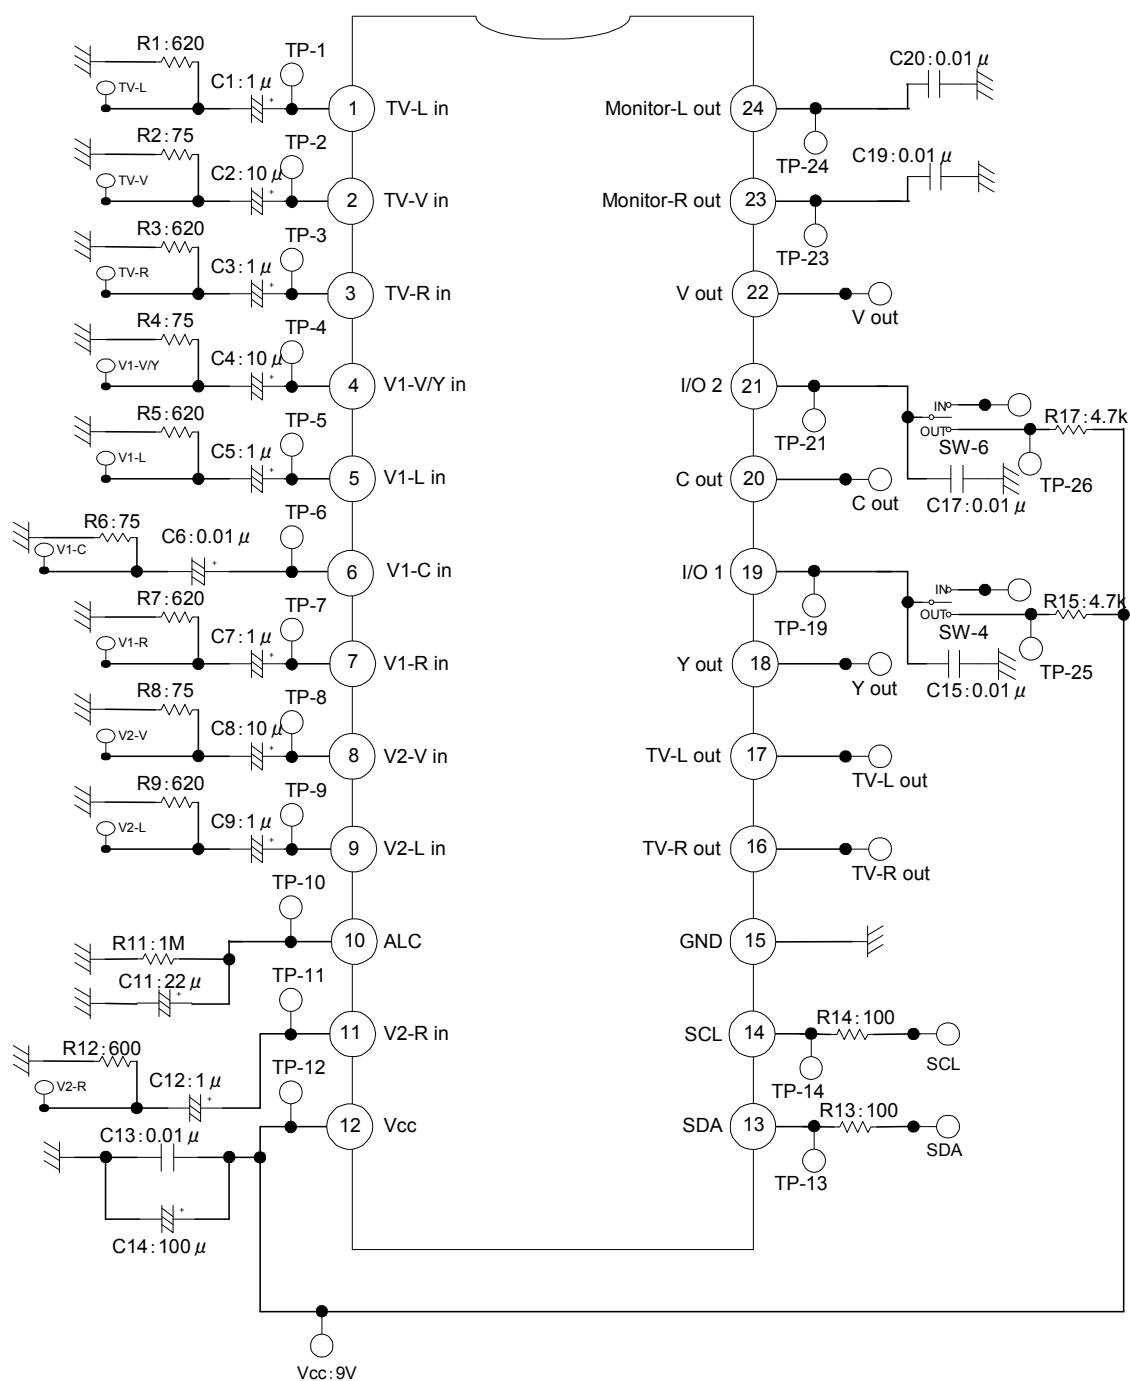 R1:620
TP-1
C1:1μ
TV-L
1
TV-L in
R2:75
TP-2
C2:10μ
TV-V
2
TV-V in
R3:620
TP-3
C3:1μ
TV-R
3
TV-R in
R4:75
TP-4
C4:10μ
V1-V/Y
4
V1-V/Y in
R5:620
TP-5
C5:1μ
V1-L
5
V1-L in
R6:75
TP-6
C6:0.01μ
V1-C
6
V1-C in
R7:620
TP-7
C7:1μ
V1-R
7
V1-R in
R8:75
TP-8
C8:10μ
V2-V
8
V2-V in
R9:620
TP-9
C9:1μ
V2-L
9
V2-L in
TP-10
10
ALC
R11:1M
C11:22μ
TP-11
11
V2-R in
R12:600
C12:1μ
V2-R
TP-12
12
Vcc
C13:0.01μ
C14:100μ
Vcc:9V
C20:0.01μ
Monitor-L out
24
TP-24
C19:0.01μ
Monitor-R out
23
TP-23
V out
22
V out
I/O 2
21
TP-21
IN
OUT
SW-6
R17:4.7k
TP-26
C17:0.01μ
C out
20
C out
I/O 1
19
TP-19
IN
OUT
SW-4
R15:4.7k
TP-25
C15:0.01μ
Y out
18
Y out
TV-L out
17
TV-L out
TV-R out
16
TV-R out
GND
15
SCL
14
R14:100
TP-14
SCL
SDA
13
R13:100
TP-13
SDA